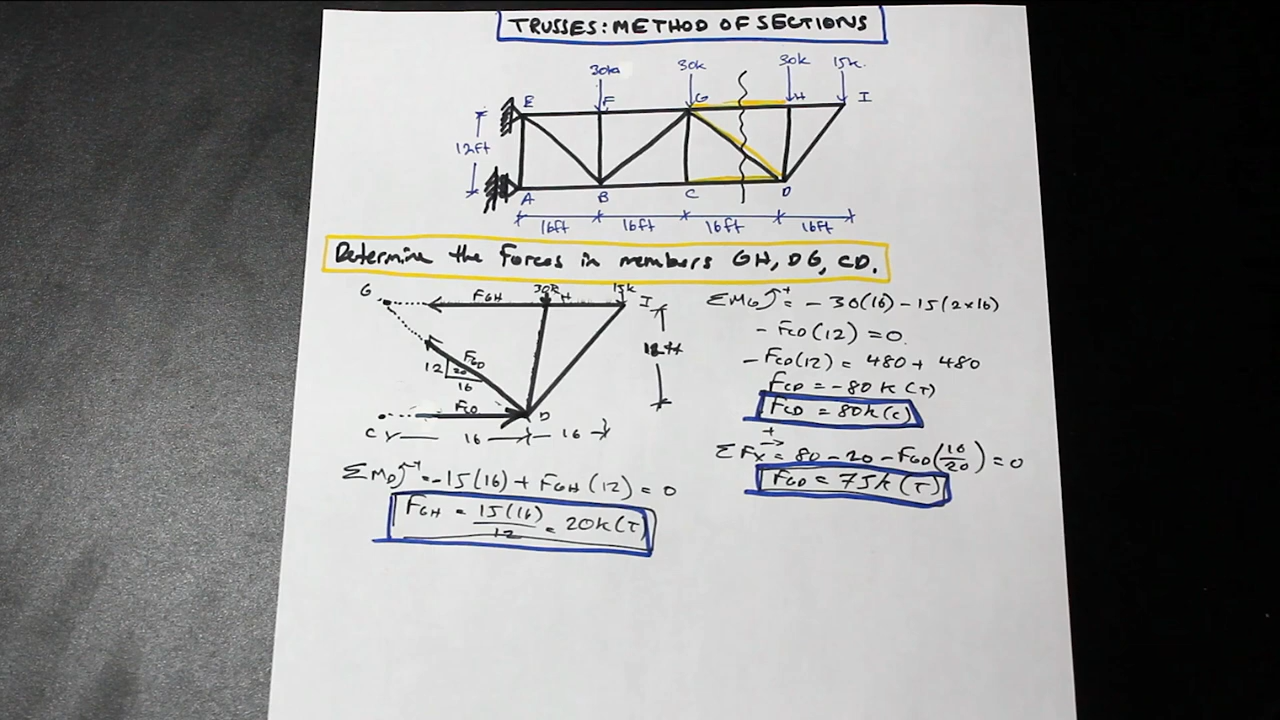 TRUSSES: METHOD OF SECTIONS
30k 30k 30k 15k
E F G H I
12ft
A B C D
16ft 16ft 16ft 16ft
Determine the Forces in members GH, DG, CD.
G FGH 30k H 15k I
12 20 16 FGD
12ft
FCD D
C 16 16
ΣMD + = -15(16) + FGH (12) = 0
FGH = 15(16)/12 = 20k(T)
ΣMG + = -30(16) - 15(2x16)
- FCD (12) = 0.
- FCD(12) = 480 + 480
FCD = -80 k (T)
FCD = 80k(C)
ΣFx + → = 80 - 20 - FGD(16/20) = 0
FGD = 75k (T)